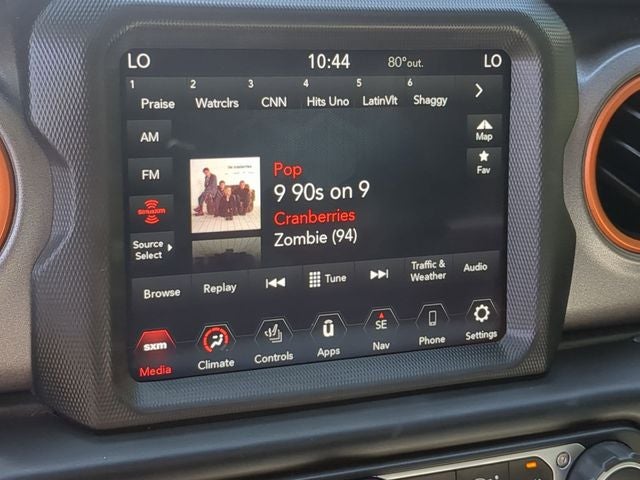 LO 10:44 80°out. LO
1 2 3 4 5 6
Praise Watrclrs CNN Hits Uno LatinVlt Shaggy
AM
Map
FM
Pop
Fav
9 90s on 9
SiriusXM
Cranberries
Zombie (94)
Source
Select
Browse Replay Tune Traffic & Audio
Weather
sxm SE
Media Climate Controls Apps Nav Phone Settings